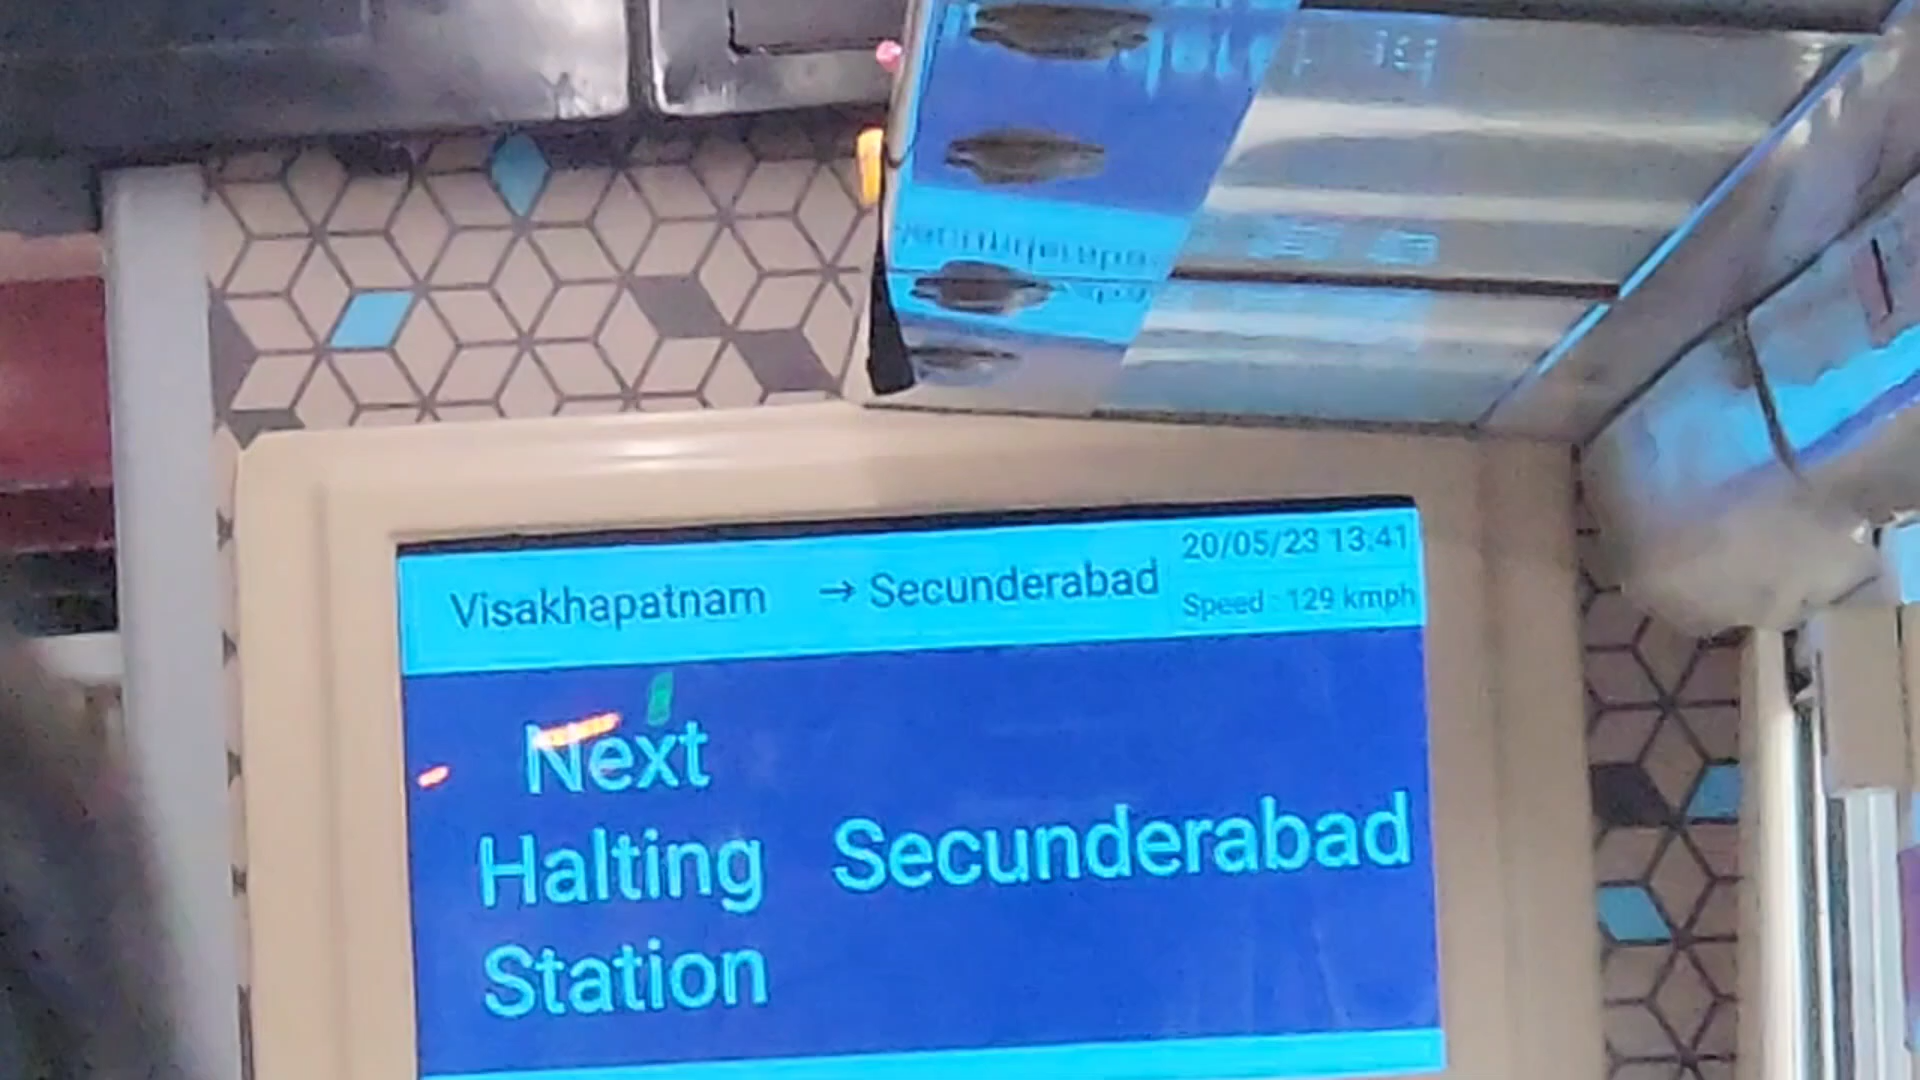 Visakhapatnam → Secunderabad
20/05/23 13:41
Speed : 129 kmph
Next
Halting
Station
Secunderabad